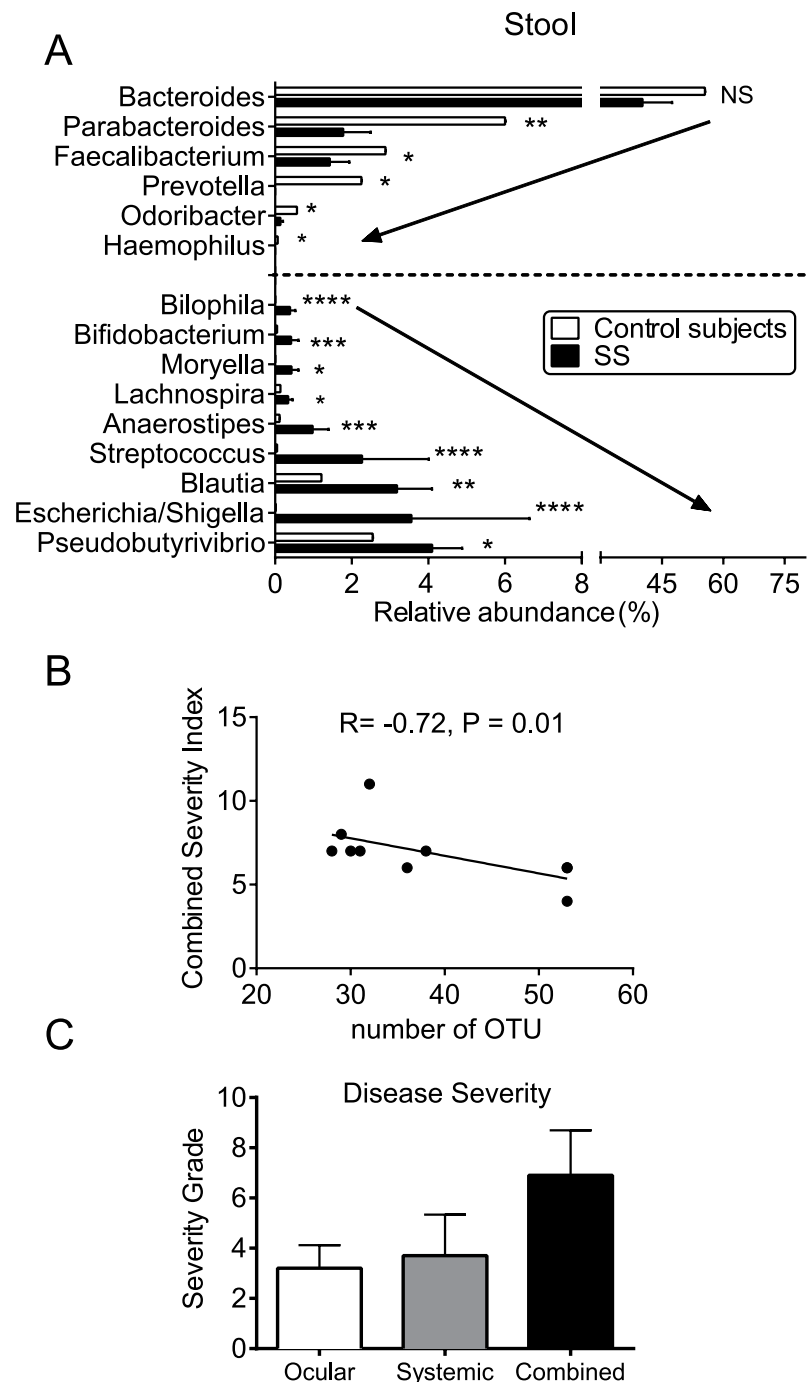 Stool
A
Bacteroides
NS
Parabacteroides
**
Faecalibacterium
*
Prevotella
*
Odoribacter
*
Haemophilus
*
Bilophila
****
Bifidobacterium
***
Moryella
*
Lachnospira
*
Anaerostipes
***
Streptococcus
****
Blautia
**
Escherichia/Shigella
****
Pseudobutyrivibrio
*
Control subjects
SS
0 2 4 6 8 45 60 75
Relative abundance (%)
B
R= -0.72, P = 0.01
Combined Severity Index
15
10
5
0
20 30 40 50 60
number of OTU
C
Disease Severity
Severity Grade
10
8
6
4
2
0
Ocular Systemic Combined